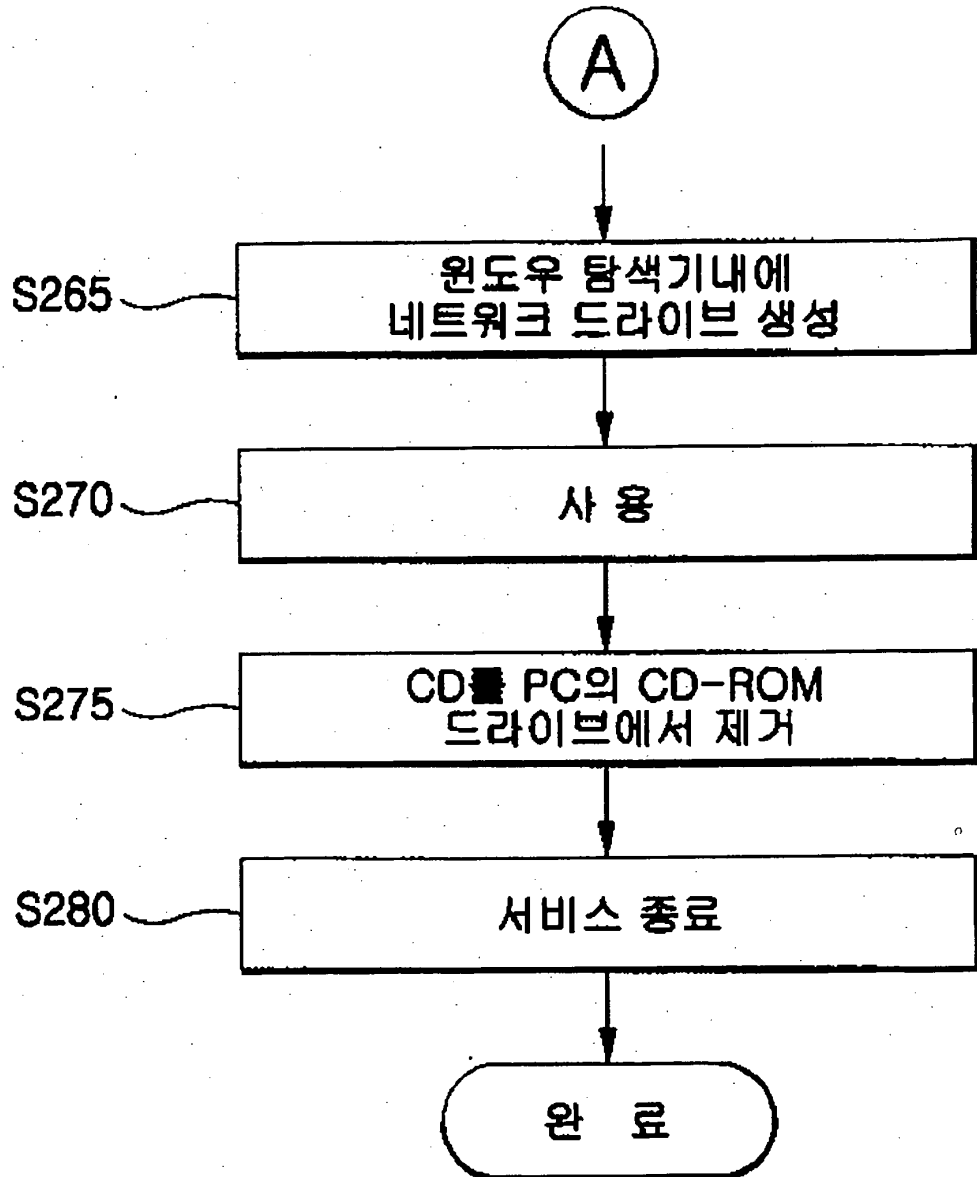 A
S265
윈도우 탐색기내에
네트워크 드라이브 생성
S270
사 용
S275
CD를 PC의 CD-ROM
드라이브에서 제거
S280
서비스 종료
완 료